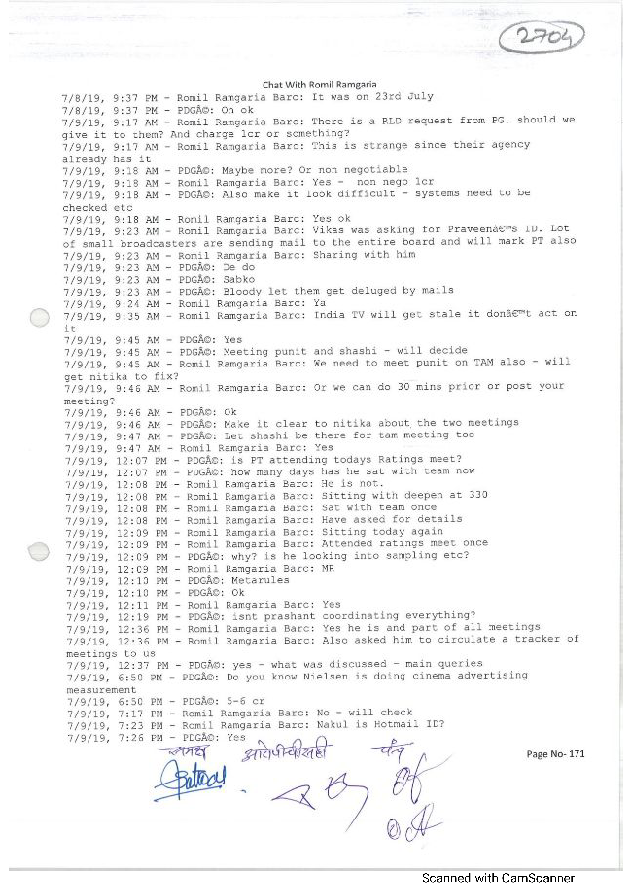 2704
Chat With Romil Ramgaria
7/8/19, 9:37 PM - Romil Ramgaria Barc: It was on 23rd July
7/8/19, 9:37 PM - PDGÃ©: Oh ok
7/9/19, 9:17 AM - Romil Ramgaria Barc: There is a RLD request from PG. should we
give it to them? And charge 1cr or something?
7/9/19, 9:17 AM - Romil Ramgaria Barc: This is strange since their agency
already has it
7/9/19, 9:18 AM - PDGÃ©: Maybe more? Or non negotiable
7/9/19, 9:18 AM - Romil Ramgaria Barc: Yes - non nego 1cr
7/9/19, 9:18 AM - PDGÃ©: Also make it look difficult - systems need to be
checked etc
7/9/19, 9:18 AM - Romil Ramgaria Barc: Yes ok
7/9/19, 9:23 AM - Romil Ramgaria Barc: Vikas was asking for Praveenâ€™s ID. Lot
of small broadcasters are sending mail to the entire board and will mark PT also
7/9/19, 9:23 AM - Romil Ramgaria Barc: Sharing with him
7/9/19, 9:23 AM - PDGÃ©: De do
7/9/19, 9:23 AM - PDGÃ©: Sabko
7/9/19, 9:23 AM - PDGÃ©: Bloody let them get deluged by mails
7/9/19, 9:24 AM - Romil Ramgaria Barc: Ya
7/9/19, 9:35 AM - Romil Ramgaria Barc: India TV will get stale it donâ€™t act on
it
7/9/19, 9:45 AM - PDGÃ©: Yes
7/9/19, 9:45 AM - PDGÃ©: Meeting punit and shashi - will decide
7/9/19, 9:45 AM - Romil Ramgaria Barc: We need to meet punit on TAM also - will
get nitika to fix?
7/9/19, 9:46 AM - Romil Ramgaria Barc: Or we can do 30 mins prior or post your
meeting?
7/9/19, 9:46 AM - PDGÃ©: Ok
7/9/19, 9:46 AM - PDGÃ©: Make it clear to nitika about the two meetings
7/9/19, 9:47 AM - PDGÃ©: Let shashi be there for tam meeting too
7/9/19, 9:47 AM - Romil Ramgaria Barc: Yes
7/9/19, 12:07 PM - PDGÃ©: is PT attending todays Ratings meet?
7/9/19, 12:07 PM - PDGÃ©: how many days has he sat with team now
7/9/19, 12:08 PM - Romil Ramgaria Barc: He is not.
7/9/19, 12:08 PM - Romil Ramgaria Barc: Sitting with deepen at 330
7/9/19, 12:08 PM - Romil Ramgaria Barc: Sat with team once
7/9/19, 12:08 PM - Romil Ramgaria Barc: Have asked for details
7/9/19, 12:09 PM - Romil Ramgaria Barc: Sitting today again
7/9/19, 12:09 PM - Romil Ramgaria Barc: Attended ratings meet once
7/9/19, 12:09 PM - PDGÃ©: why? is he looking into sampling etc?
7/9/19, 12:09 PM - Romil Ramgaria Barc: MR
7/9/19, 12:10 PM - PDGÃ©: Metarules
7/9/19, 12:10 PM - PDGÃ©: Ok
7/9/19, 12:11 PM - Romil Ramgaria Barc: Yes
7/9/19, 12:19 PM - PDGÃ©: isnt prashant coordinating everything?
7/9/19, 12:36 PM - Romil Ramgaria Barc: Yes he is and part of all meetings
7/9/19, 12:36 PM - Romil Ramgaria Barc: Also asked him to circulate a tracker of
meetings to us
7/9/19, 12:37 PM - PDGÃ©: yes - what was discussed - main queries
7/9/19, 6:50 PM - PDGÃ©: Do you know Nielsen is doing cinema advertising
measurement
7/9/19, 6:50 PM - PDGÃ©: 5-6 cr
7/9/19, 7:17 PM - Romil Ramgaria Barc: No - will check
7/9/19, 7:23 PM - Romil Ramgaria Barc: Nakul is Hotmail ID?
7/9/19, 7:26 PM - PDGÃ©: Yes
समक्ष पंच
Page No- 171
Scanned with CamScanner